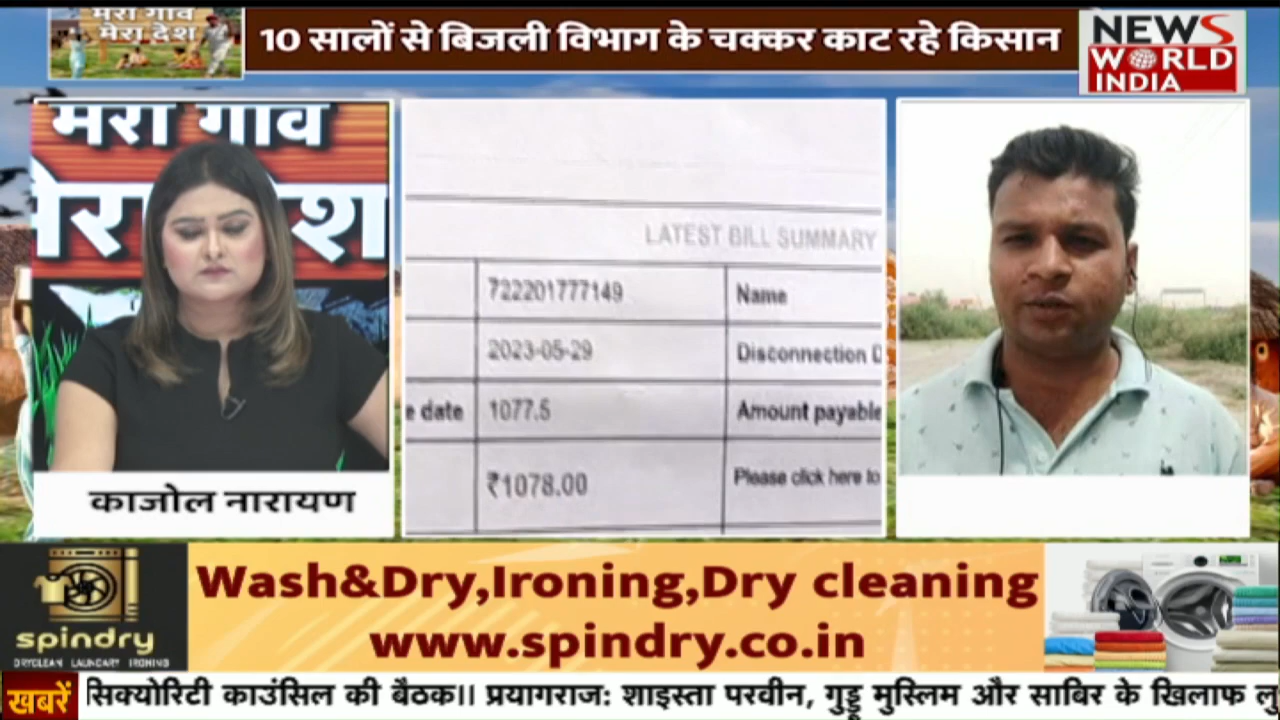 मेरा गांव
मेरा देश
10 सालों से बिजली विभाग के चक्कर काट रहे किसान
NEWS
WORLD
INDIA
मेरा गांव
काजोल नारायण
LATEST BILL SUMMARY
722201777149 Name
2023-05-29 Disconnection D
e date 1077.5 Amount payable
₹1078.00 Please click here to
spindry
DRYCLEAN LAUNDARY IRONING
Wash&Dry,Ironing,Dry cleaning
www.spindry.co.in
खबरें
सिक्योरिटी काउंसिल की बैठक।। प्रयागराज: शाइस्ता परवीन, गुड्डू मुस्लिम और साबिर के खिलाफ लु